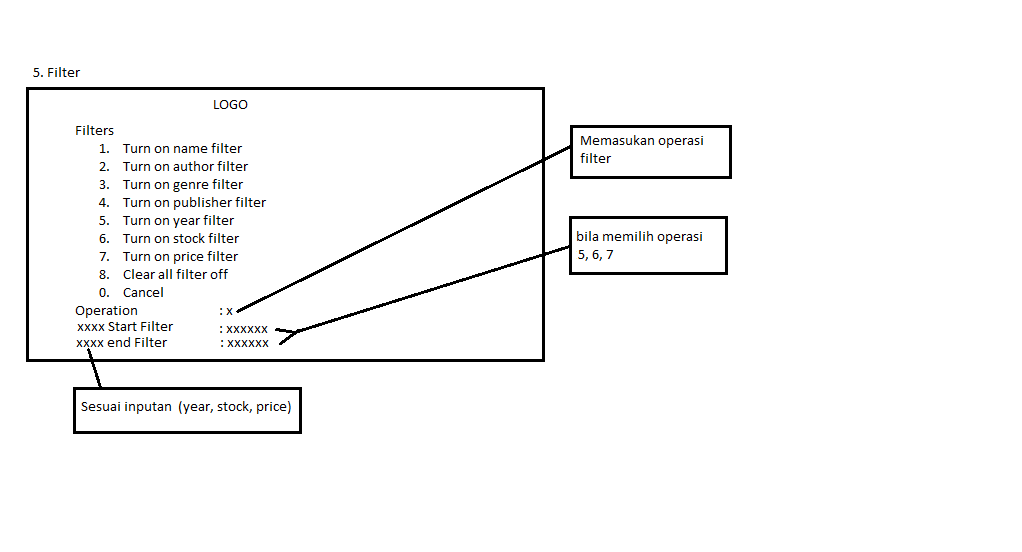 5. Filter
LOGO
Filters
1. Turn on name filter
2. Turn on author filter
3. Turn on genre filter
4. Turn on publisher filter
5. Turn on year filter
6. Turn on stock filter
7. Turn on price filter
8. Clear all filter off
0. Cancel
Operation : x
xxxx Start Filter : xxxxxx
xxxx end Filter : xxxxxx
Memasukan operasi
filter
bila memilih operasi
5, 6, 7
Sesuai inputan (year, stock, price)